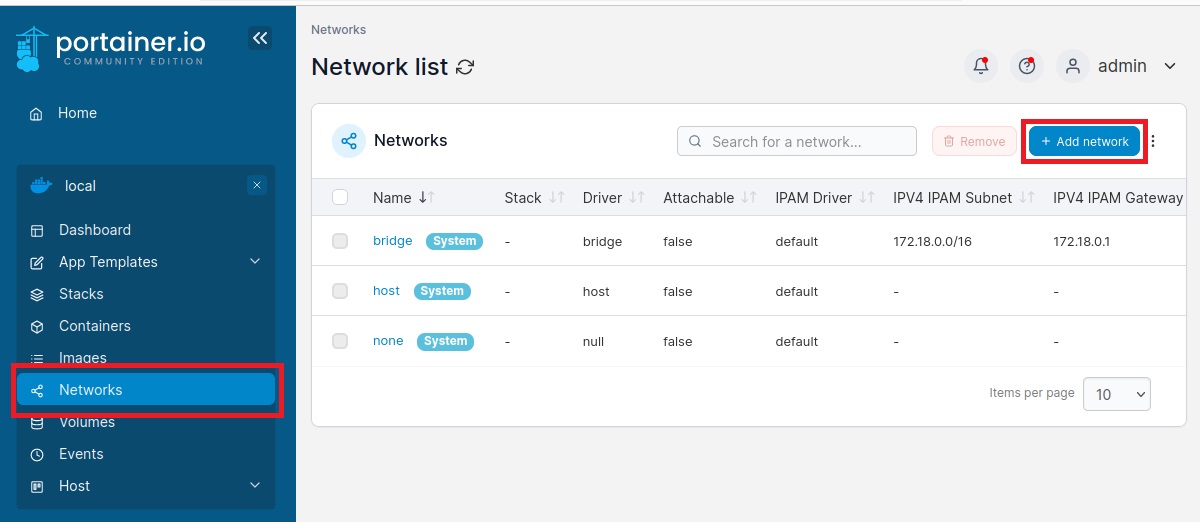 portainer.io
COMMUNITY EDITION
Home
local
Dashboard
App Templates
Stacks
Containers
Images
Networks
Volumes
Events
Host
Networks
Network list
admin
Networks
Search for a network...
Remove
+ Add network
Name Stack Driver Attachable IPAM Driver IPV4 IPAM Subnet IPV4 IPAM Gateway
bridge System - bridge false default 172.18.0.0/16 172.18.0.1
host System - host false default - -
none System - null false default - -
Items per page 10